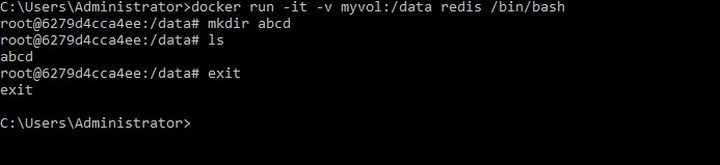 C:\Users\Administrator>docker run -it -v myvol:/data redis /bin/bash
root@6279d4cca4ee:/data# mkdir abcd
root@6279d4cca4ee:/data# ls
abcd
root@6279d4cca4ee:/data# exit
exit
C:\Users\Administrator>